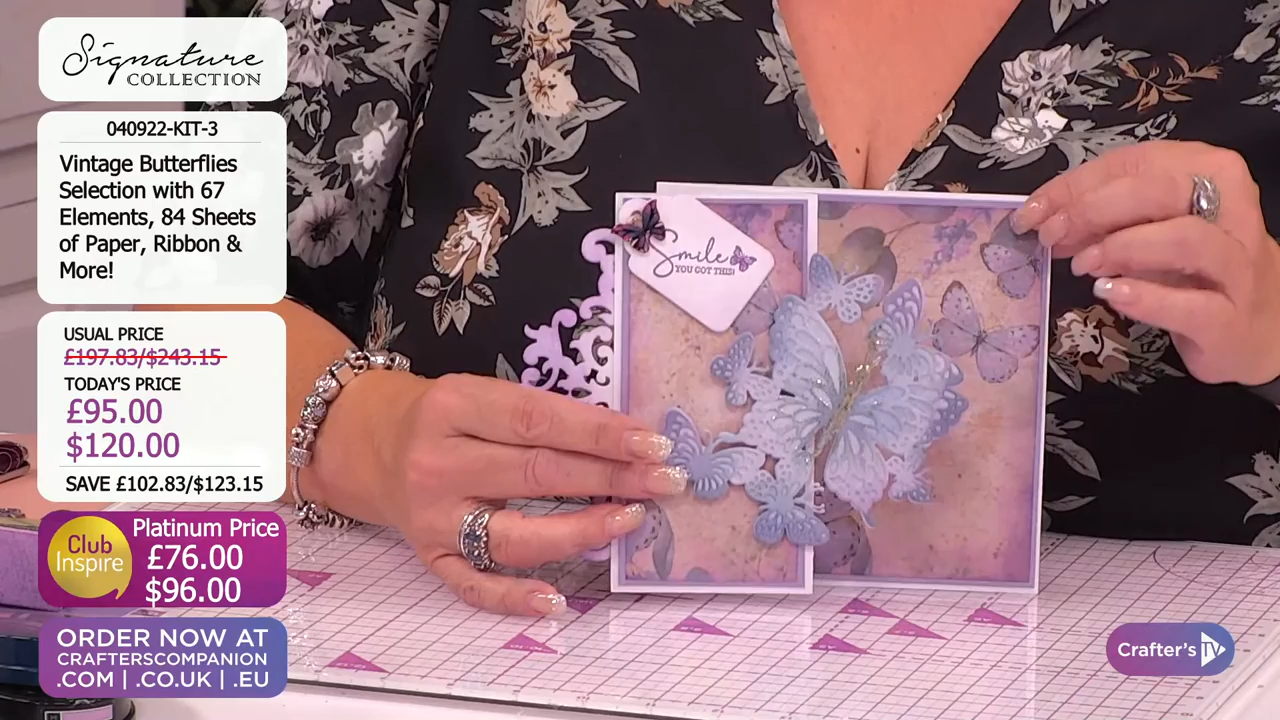 Signature
COLLECTION
040922-KIT-3
Vintage Butterflies
Selection with 67
Elements, 84 Sheets
of Paper, Ribbon &
More!
USUAL PRICE
£197.83/$243.15
TODAY'S PRICE
£95.00
$120.00
SAVE £102.83/$123.15
Club
Inspire
Platinum Price
£76.00
$96.00
ORDER NOW AT
CRAFTERSCOMPANION
.COM | .CO.UK | .EU
Smile
YOU GOT THIS!
Crafter's TV